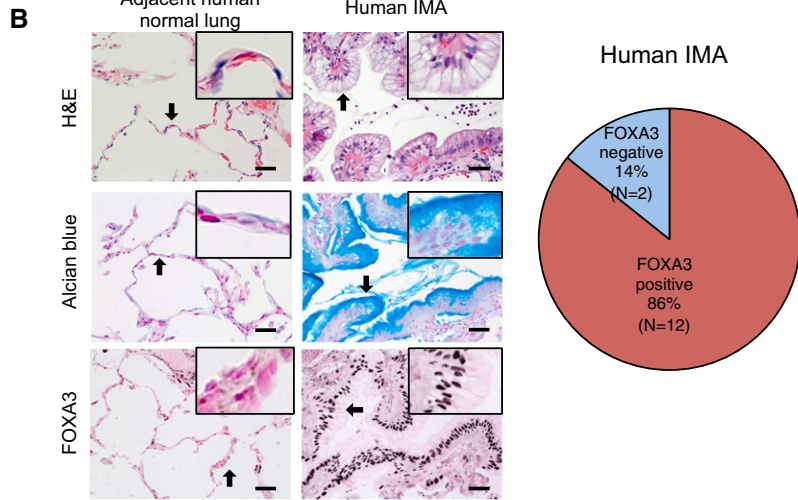 B
Adjacent human
normal lung
Human IMA
H&E
Alcian blue
FOXA3
Human IMA
FOXA3
negative
14%
(N=2)
FOXA3
positive
86%
(N=12)